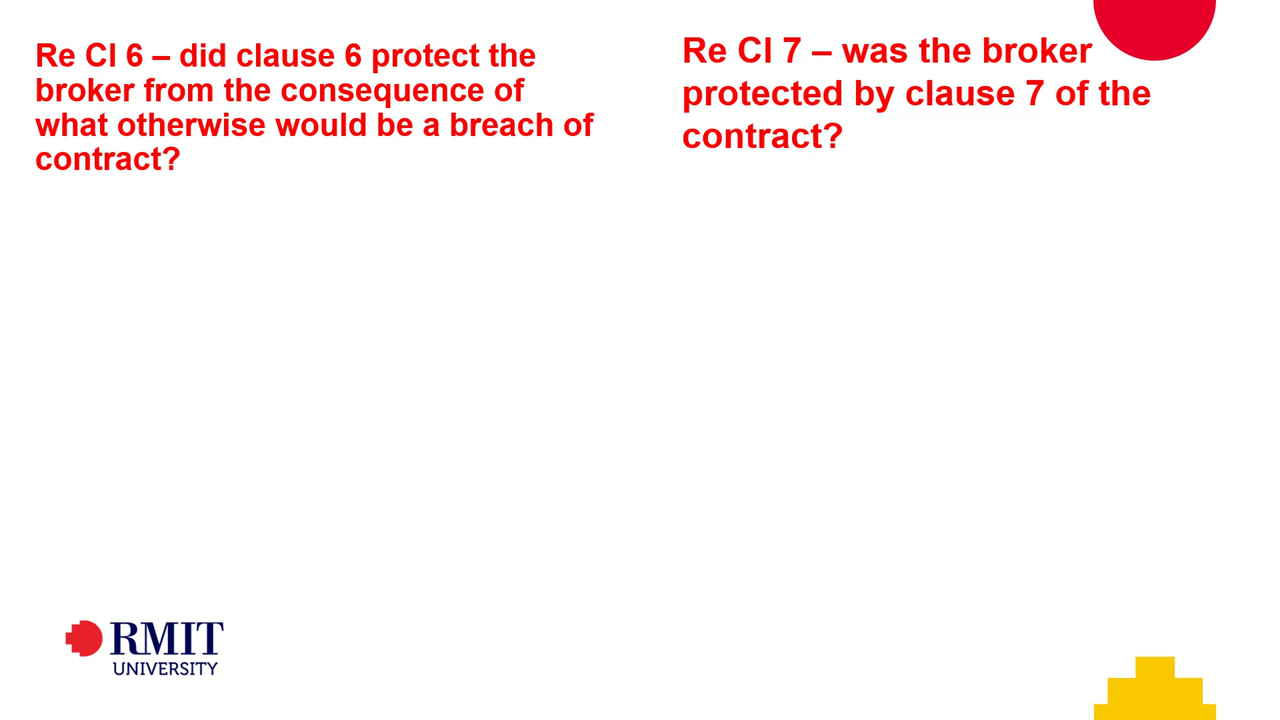 Re Cl 6 – did clause 6 protect the
broker from the consequence of
what otherwise would be a breach of
contract?
Re Cl 7 – was the broker
protected by clause 7 of the
contract?
RMIT
UNIVERSITY